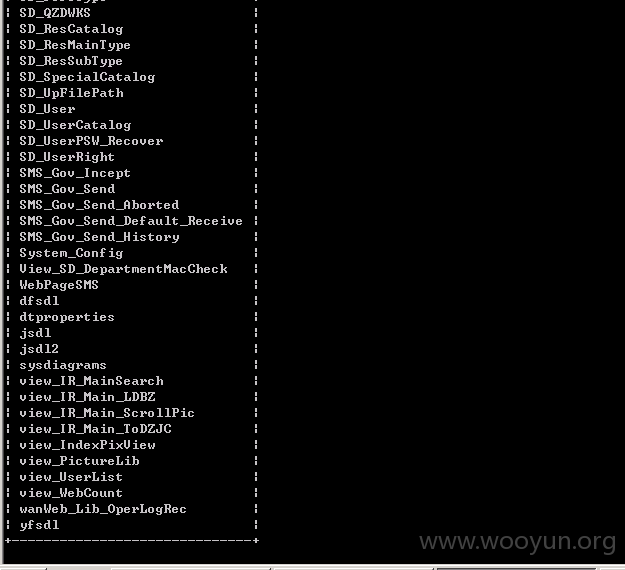 SD_QZDWKS
SD_ResCatalog
SD_ResMainType
SD_ResSubType
SD_SpecialCatalog
SD_UpFilePath
SD_User
SD_UserCatalog
SD_UserPSW_Recover
SD_UserRight
SMS_Gov_Incept
SMS_Gov_Send
SMS_Gov_Send_Aborted
SMS_Gov_Send_Default_Receive
SMS_Gov_Send_History
System_Config
View_SD_DepartmentMacCheck
WebPageSMS
dfsdl
dtproperties
jsdl
jsdl2
sysdiagrams
view_IR_MainSearch
view_IR_Main_LDBZ
view_IR_Main_ScrollPic
view_IR_Main_ToDZJC
view_IndexPixView
view_PictureLib
view_UserList
view_WebCount
wanWeb_Lib_OperLogRec
yfsdl
www.wooyun.org